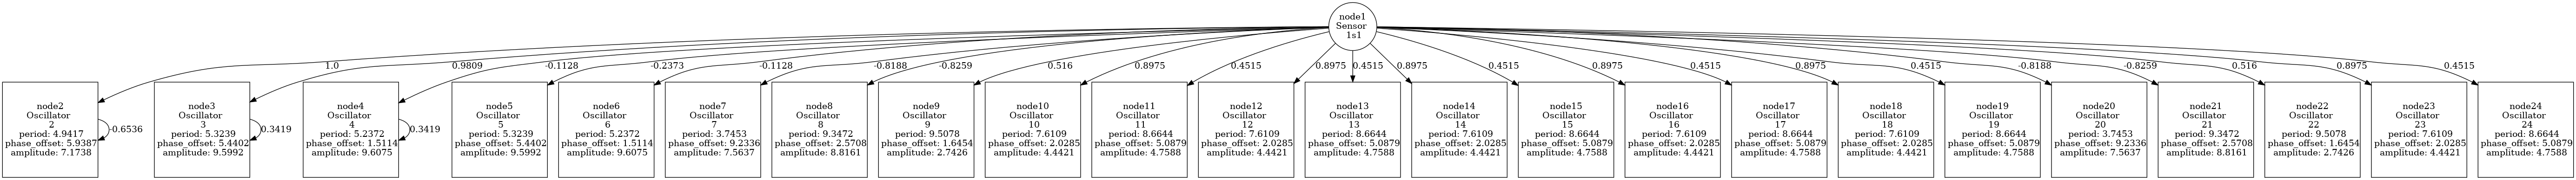 node1
Sensor
1s1
1.0
0.9809
-0.1128
-0.2373
-0.1128
-0.8188
-0.8259
0.516
0.8975
0.4515
0.8975
0.4515
0.8975
0.4515
0.8975
0.4515
0.8975
0.4515
-0.8188
-0.8259
0.516
0.8975
0.4515
node2
Oscillator
2
period: 4.9417
phase_offset: 5.9387
amplitude: 7.1738
-0.6536
node3
Oscillator
3
period: 5.3239
phase_offset: 5.4402
amplitude: 9.5992
0.3419
node4
Oscillator
4
period: 5.2372
phase_offset: 1.5114
amplitude: 9.6075
0.3419
node5
Oscillator
5
period: 5.3239
phase_offset: 5.4402
amplitude: 9.5992
node6
Oscillator
6
period: 5.2372
phase_offset: 1.5114
amplitude: 9.6075
node7
Oscillator
7
period: 3.7453
phase_offset: 9.2336
amplitude: 7.5637
node8
Oscillator
8
period: 9.3472
phase_offset: 2.5708
amplitude: 8.8161
node9
Oscillator
9
period: 9.5078
phase_offset: 1.6454
amplitude: 2.7426
node10
Oscillator
10
period: 7.6109
phase_offset: 2.0285
amplitude: 4.4421
node11
Oscillator
11
period: 8.6644
phase_offset: 5.0879
amplitude: 4.7588
node12
Oscillator
12
period: 7.6109
phase_offset: 2.0285
amplitude: 4.4421
node13
Oscillator
13
period: 8.6644
phase_offset: 5.0879
amplitude: 4.7588
node14
Oscillator
14
period: 7.6109
phase_offset: 2.0285
amplitude: 4.4421
node15
Oscillator
15
period: 8.6644
phase_offset: 5.0879
amplitude: 4.7588
node16
Oscillator
16
period: 7.6109
phase_offset: 2.0285
amplitude: 4.4421
node17
Oscillator
17
period: 8.6644
phase_offset: 5.0879
amplitude: 4.7588
node18
Oscillator
18
period: 7.6109
phase_offset: 2.0285
amplitude: 4.4421
node19
Oscillator
19
period: 8.6644
phase_offset: 5.0879
amplitude: 4.7588
node20
Oscillator
20
period: 3.7453
phase_offset: 9.2336
amplitude: 7.5637
node21
Oscillator
21
period: 9.3472
phase_offset: 2.5708
amplitude: 8.8161
node22
Oscillator
22
period: 9.5078
phase_offset: 1.6454
amplitude: 2.7426
node23
Oscillator
23
period: 7.6109
phase_offset: 2.0285
amplitude: 4.4421
node24
Oscillator
24
period: 8.6644
phase_offset: 5.0879
amplitude: 4.7588